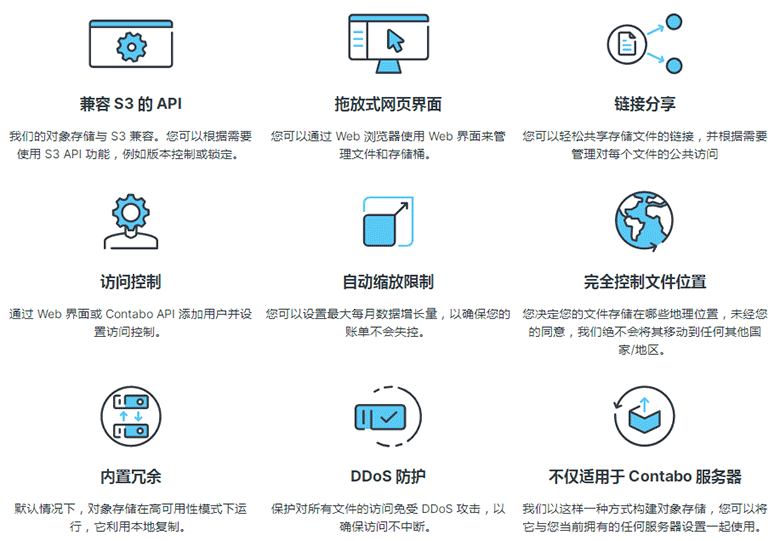 兼容 S3 的 API
我们的对象存储与 S3 兼容。您可以根据需要
使用 S3 API 功能，例如版本控制或锁定。
拖放式网页界面
您可以通过 Web 浏览器使用 Web 界面来管
理文件和存储桶。
链接分享
您可以轻松共享存储文件的链接，并根据需要
管理对每个文件的公共访问
访问控制
通过 Web 界面或 Contabo API 添加用户并设
置访问控制。
自动缩放限制
您可以设置最大每月数据增长量，以确保您的
账单不会失控。
完全控制文件位置
您决定您的文件存储在哪些地理位置，未经您
的同意，我们绝不会将其移动到任何其他国
家/地区。
内置冗余
默认情况下，对象存储在高可用性模式下运
行，它利用本地复制。
DDoS 防护
保护对所有文件的访问免受 DDoS 攻击，以
确保访问不中断。
不仅适用于 Contabo 服务器
我们以这样一种方式构建对象存储，您可以将
它与您当前拥有的任何服务器设置一起使用。